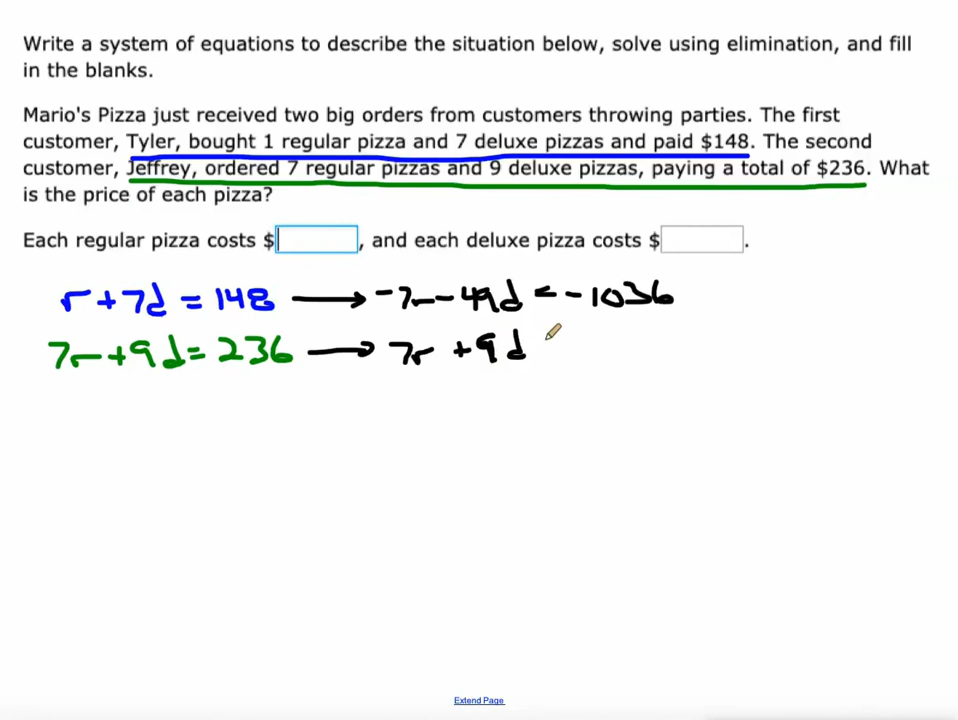 Write a system of equations to describe the situation below, solve using elimination, and fill
in the blanks.
Mario's Pizza just received two big orders from customers throwing parties. The first
customer, Tyler, bought 1 regular pizza and 7 deluxe pizzas and paid $148. The second
customer, Jeffrey, ordered 7 regular pizzas and 9 deluxe pizzas, paying a total of $236. What
is the price of each pizza?
Each regular pizza costs $ , and each deluxe pizza costs $ .
r + 7d = 148 → -7r - 49d = -1036
7r + 9d = 236 → 7r + 9d
Extend Page